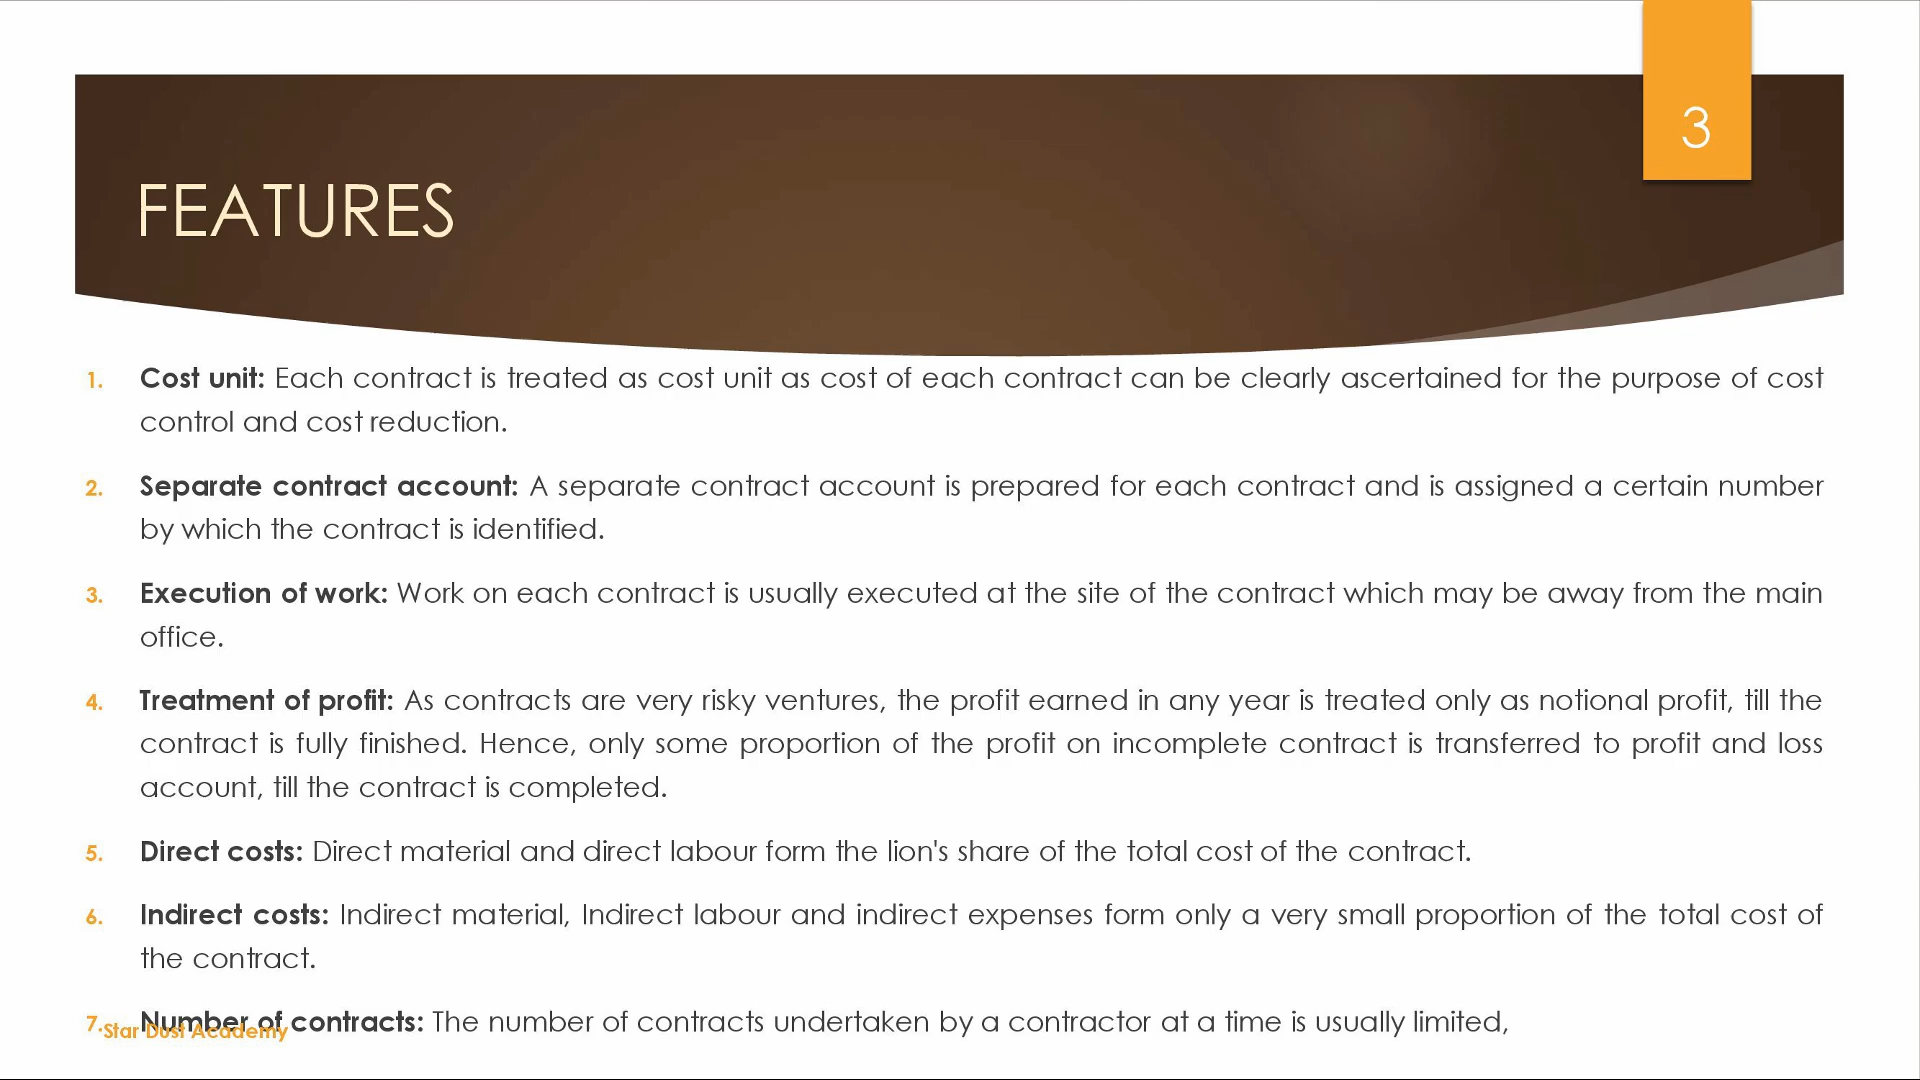 3
FEATURES
1. Cost unit: Each contract is treated as cost unit as cost of each contract can be clearly ascertained for the purpose of cost
control and cost reduction.
2. Separate contract account: A separate contract account is prepared for each contract and is assigned a certain number
by which the contract is identified.
3. Execution of work: Work on each contract is usually executed at the site of the contract which may be away from the main
office.
4. Treatment of profit: As contracts are very risky ventures, the profit earned in any year is treated only as notional profit, till the
contract is fully finished. Hence, only some proportion of the profit on incomplete contract is transferred to profit and loss
account, till the contract is completed.
5. Direct costs: Direct material and direct labour form the lion's share of the total cost of the contract.
6. Indirect costs: Indirect material, Indirect labour and indirect expenses form only a very small proportion of the total cost of
the contract.
7. Number of contracts: The number of contracts undertaken by a contractor at a time is usually limited,
Star Dust Academy